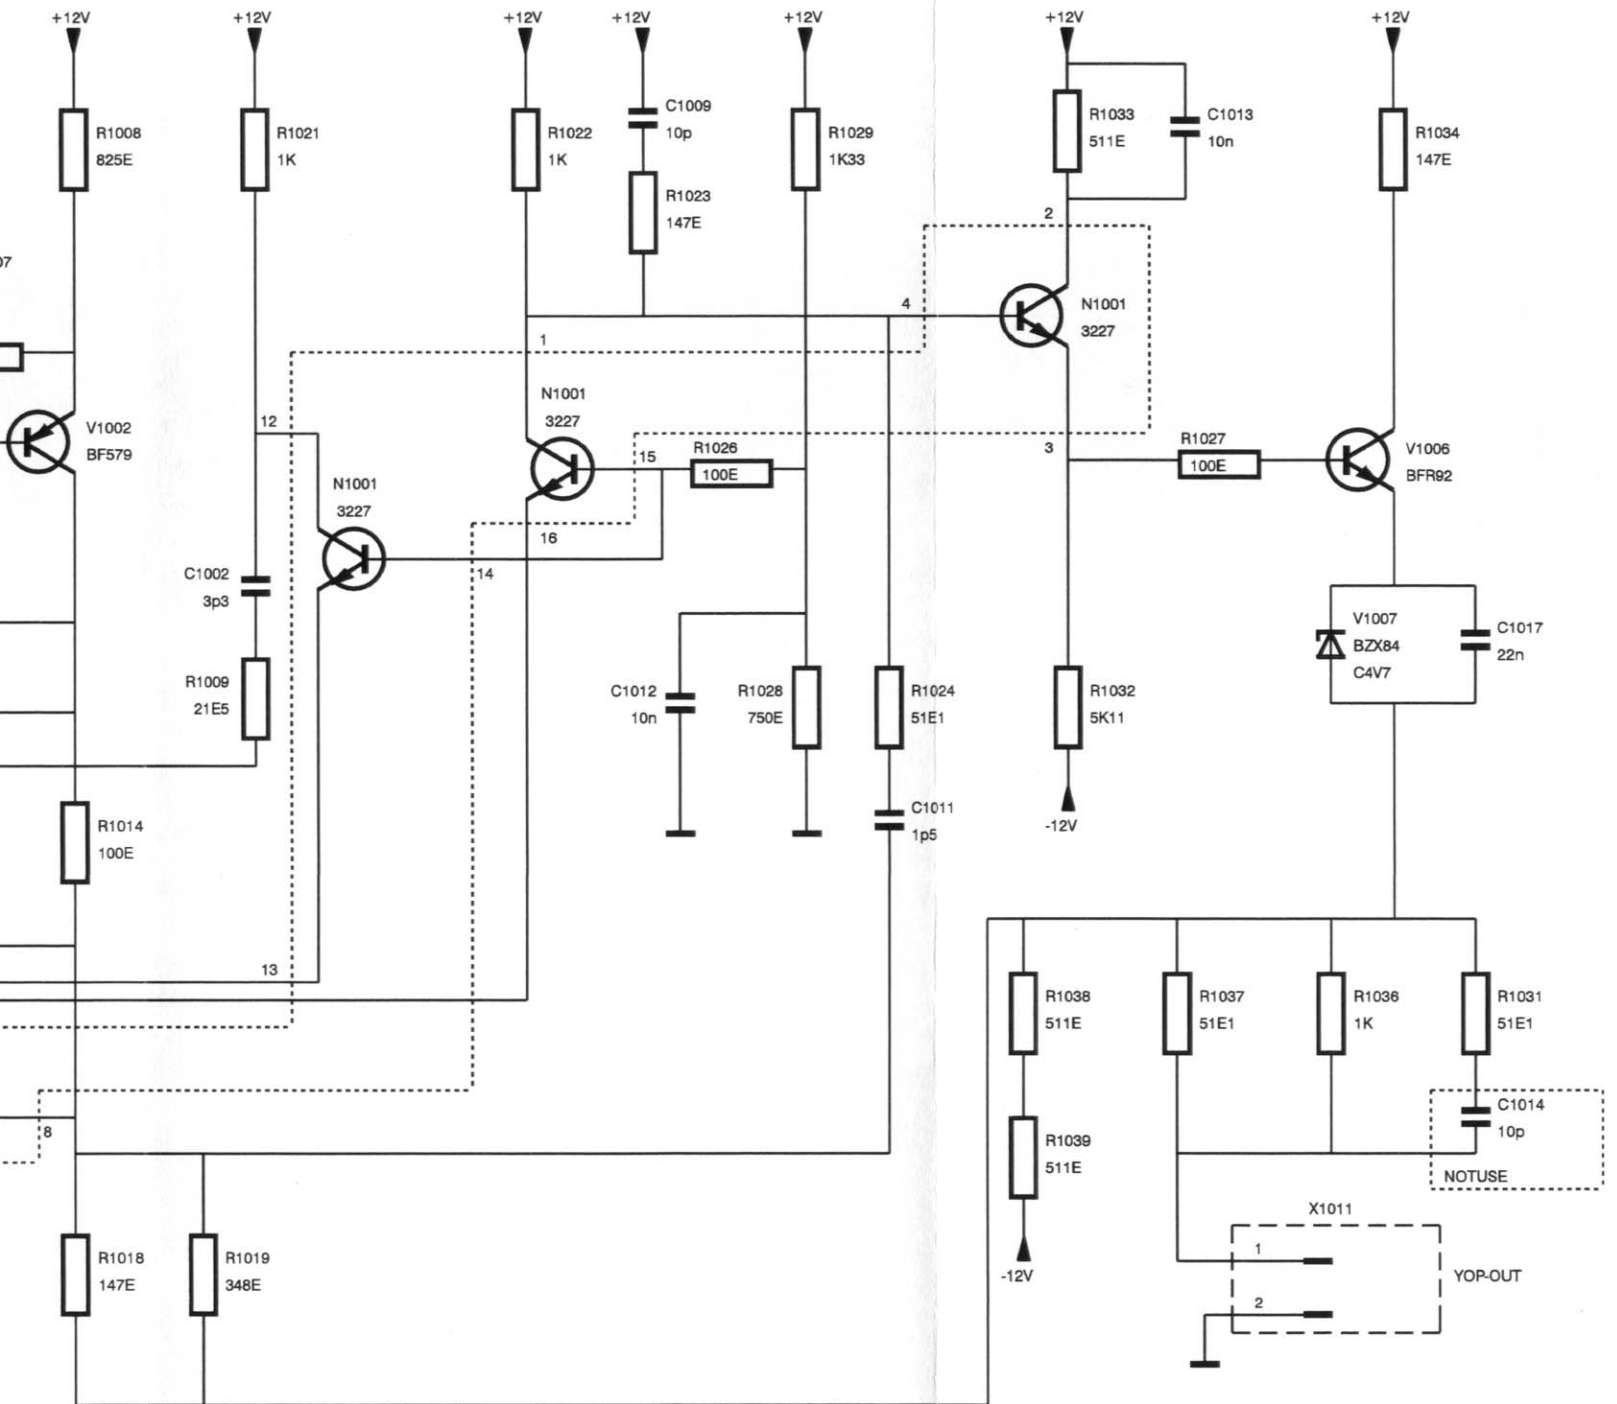 +12V
+12V
+12V
+12V
+12V
+12V
+12V
R1008
825E
R1021
1K
R1022
1K
C1009
10p
R1023
147E
R1029
1K33
R1033
511E
C1013
10n
R1034
147E
2
07
4
N1001
3227
1
V1002
BF579
12
N1001
3227
N1001
3227
15
R1026
100E
3
R1027
100E
V1006
BFR92
16
14
C1002
3p3
R1009
21E5
C1012
10n
R1028
750E
R1024
51E1
R1032
5K11
V1007
BZX84
C4V7
C1017
22n
R1014
100E
C1011
1p5
-12V
13
R1038
511E
R1037
51E1
R1036
1K
R1031
51E1
8
R1039
511E
C1014
10p
NOTUSE
R1018
147E
R1019
348E
-12V
X1011
1
YOP-OUT
2